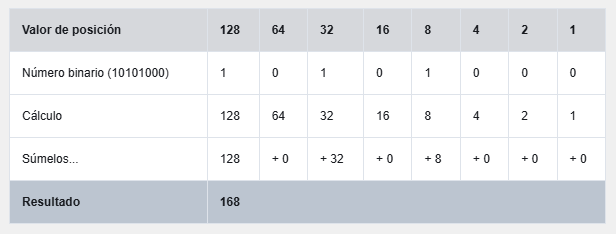 Valor de posición 128 64 32 16 8 4 2 1
Número binario (10101000) 1 0 1 0 1 0 0 0
Cálculo 128 64 32 16 8 4 2 1
Súmelos... 128 + 0 + 32 + 0 + 8 + 0 + 0 + 0
Resultado 168